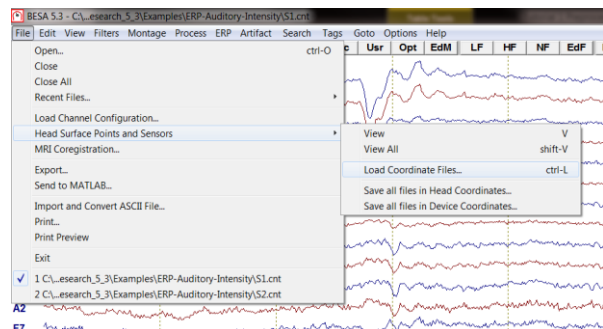 BESA 5.3 - C:\...esearch_5_3\Examples\ERP-Auditory-Intensity\S1.cnt
File Edit View Filters Montage Process ERP Artifact Search Tags Goto Options Help
Usr Opt EdM LF HF NF EdF
Open... ctrl-O
Close
Close All
Recent Files...
Load Channel Configuration...
Head Surface Points and Sensors
View V
MRI Coregistration...
View All shift-V
Export...
Load Coordinate Files... ctrl-L
Send to MATLAB...
Save all files in Head Coordinates...
Import and Convert ASCII File...
Save all files in Device Coordinates...
Print...
Print Preview
Exit
1 C:\...esearch_5_3\Examples\ERP-Auditory-Intensity\S1.cnt
2 C:\...esearch_5_3\Examples\ERP-Auditory-Intensity\S2.cnt
A2